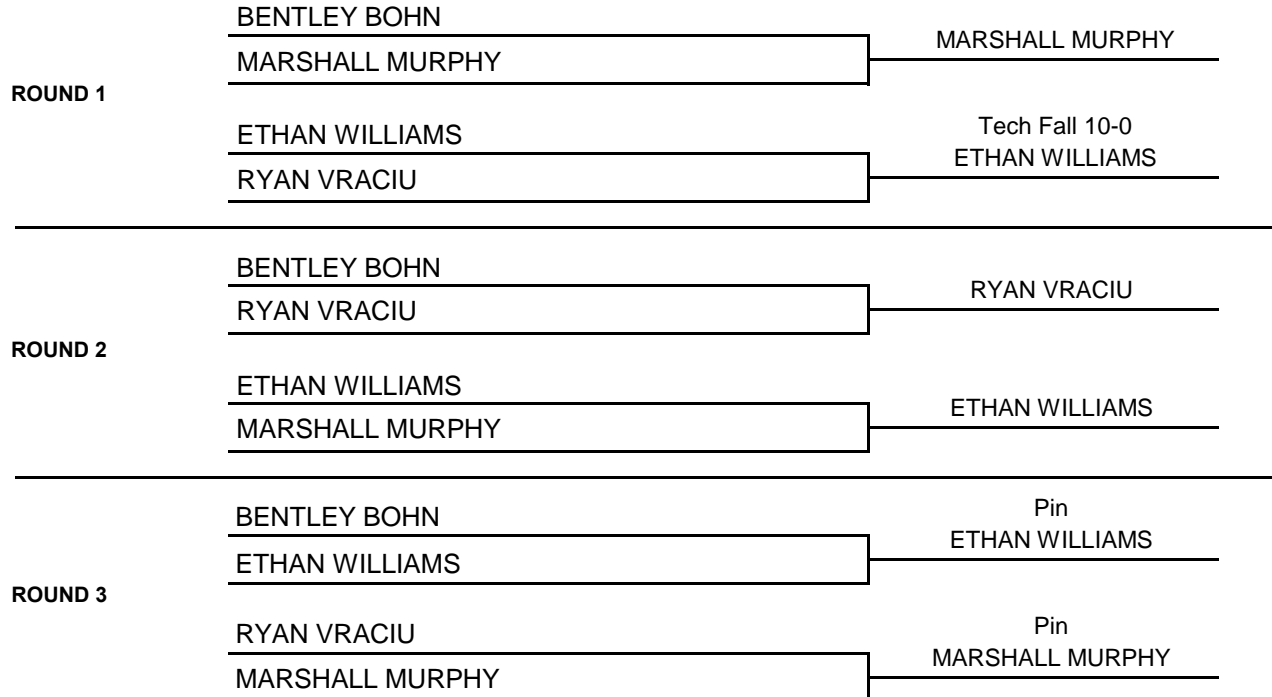 BENTLEY BOHN
MARSHALL MURPHY
MARSHALL MURPHY
ROUND 1
ETHAN WILLIAMS
Tech Fall 10-0
ETHAN WILLIAMS
RYAN VRACIU
BENTLEY BOHN
RYAN VRACIU
RYAN VRACIU
ROUND 2
ETHAN WILLIAMS
ETHAN WILLIAMS
MARSHALL MURPHY
BENTLEY BOHN
Pin
ETHAN WILLIAMS
ETHAN WILLIAMS
ROUND 3
RYAN VRACIU
Pin
MARSHALL MURPHY
MARSHALL MURPHY